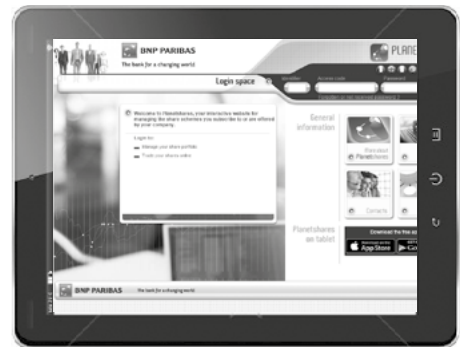 BNP PARIBAS
The bank for a changing world
PLANE
Login space
Identifier
Access code
Password
Welcome to Planetshares, your interactive website for
managing the share schemes you subscribe to or are offered
by your company.
Login to:
Manage your share portfolio
Track your shares online
General
information
Planetshares
Contacts
Planetshares
on tablet
Download the free ap
App Store
Go
BNP PARIBAS
The bank for a changing world